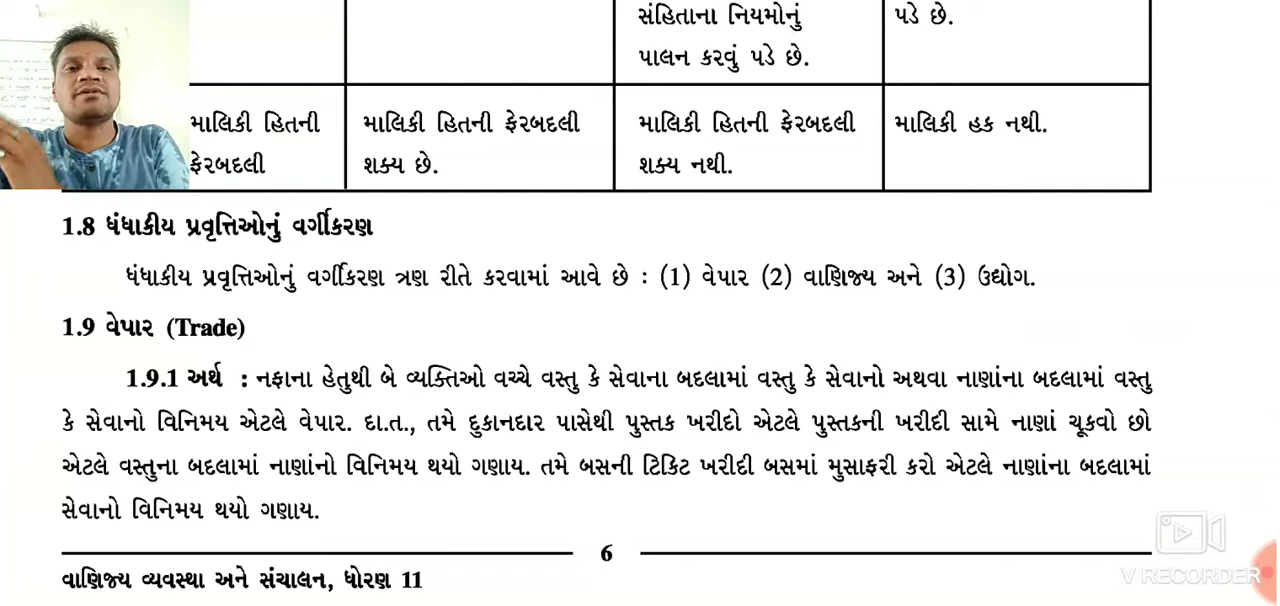 સંહિતાના નિયમોનું
પાલન કરવું પડે છે.
પડે છે.
માલિકી હિતની
ફેરબદલી
માલિકી હિતની ફેરબદલી
શક્ય છે.
માલિકી હિતની ફેરબદલી
શક્ય નથી.
માલિકી હક નથી.
1.8 ધંધાકીય પ્રવૃત્તિઓનું વર્ગીકરણ
ધંધાકીય પ્રવૃત્તિઓનું વર્ગીકરણ ત્રણ રીતે કરવામાં આવે છે : (1) વેપાર (2) વાણિજ્ય અને (3) ઉદ્યોગ.
1.9 વેપાર (Trade)
1.9.1 અર્થ : નફાના હેતુથી બે વ્યક્તિઓ વચ્ચે વસ્તુ કે સેવાના બદલામાં વસ્તુ કે સેવાનો અથવા નાણાંના બદલામાં વસ્તુ
કે સેવાનો વિનિમય એટલે વેપાર. દા.ત., તમે દુકાનદાર પાસેથી પુસ્તક ખરીદો એટલે પુસ્તકની ખરીદી સામે નાણાં ચૂકવો છો
એટલે વસ્તુના બદલામાં નાણાંનો વિનિમય થયો ગણાય. તમે બસની ટિકિટ ખરીદી બસમાં મુસાફરી કરો એટલે નાણાંના બદલામાં
સેવાનો વિનિમય થયો ગણાય.
6
વાણિજ્ય વ્યવસ્થા અને સંચાલન, ધોરણ 11
V RECORDER